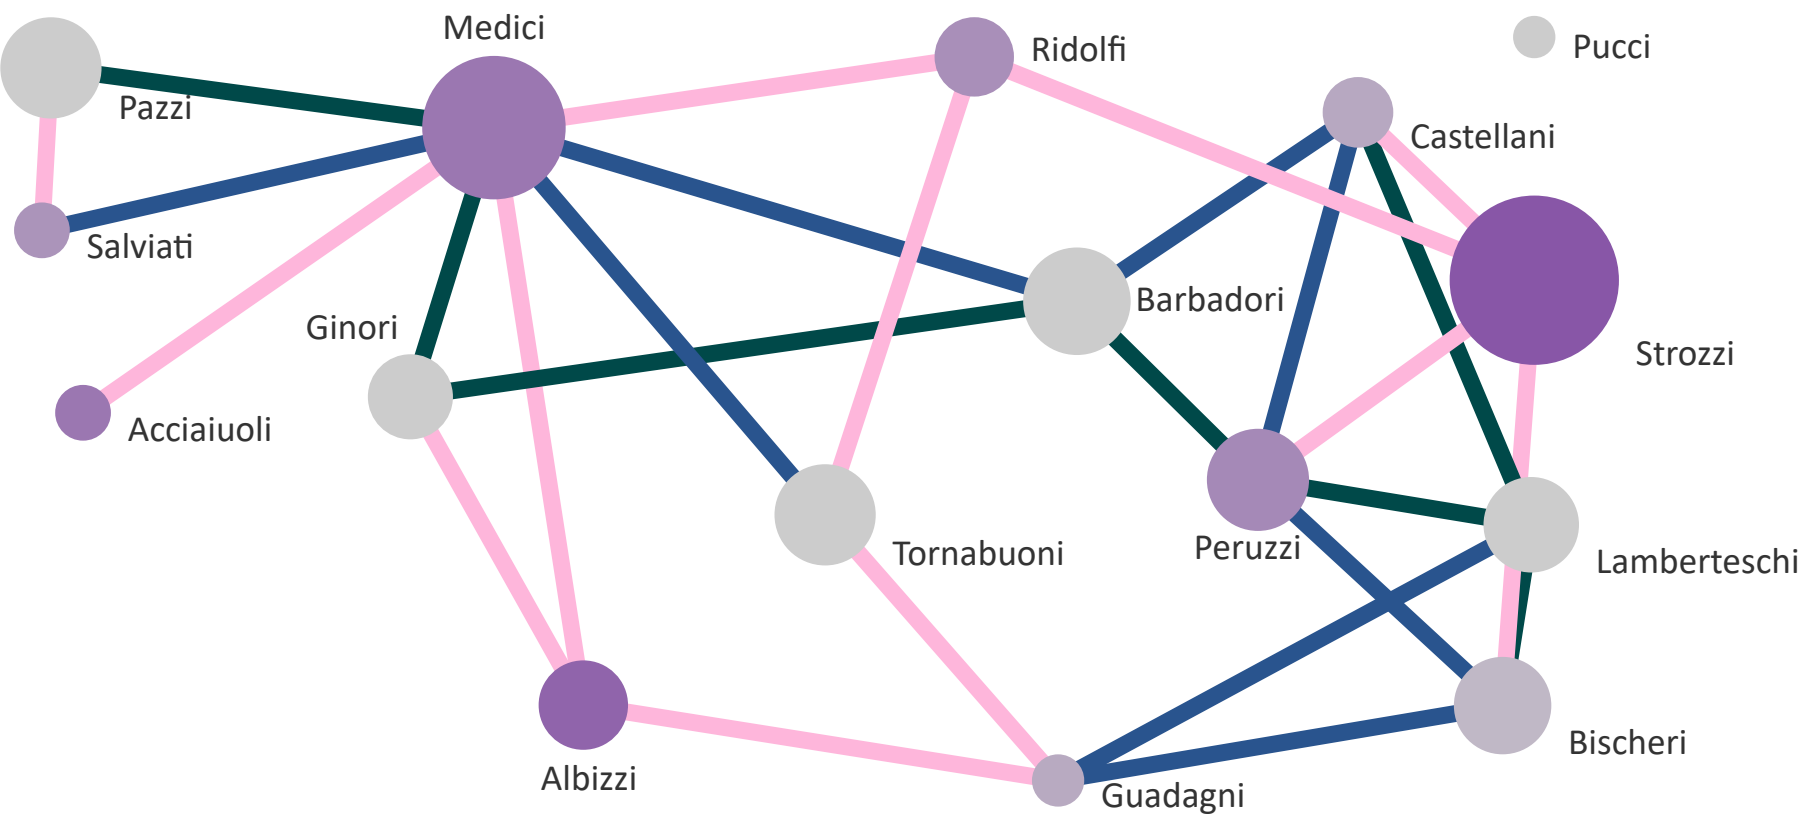 Medici
Ridolfi
Pucci
Pazzi
Castellani
Salviati
Barbadori
Ginori
Strozzi
Acciaiuoli
Peruzzi
Tornabuoni
Lamberteschi
Bischeri
Albizzi
Guadagni